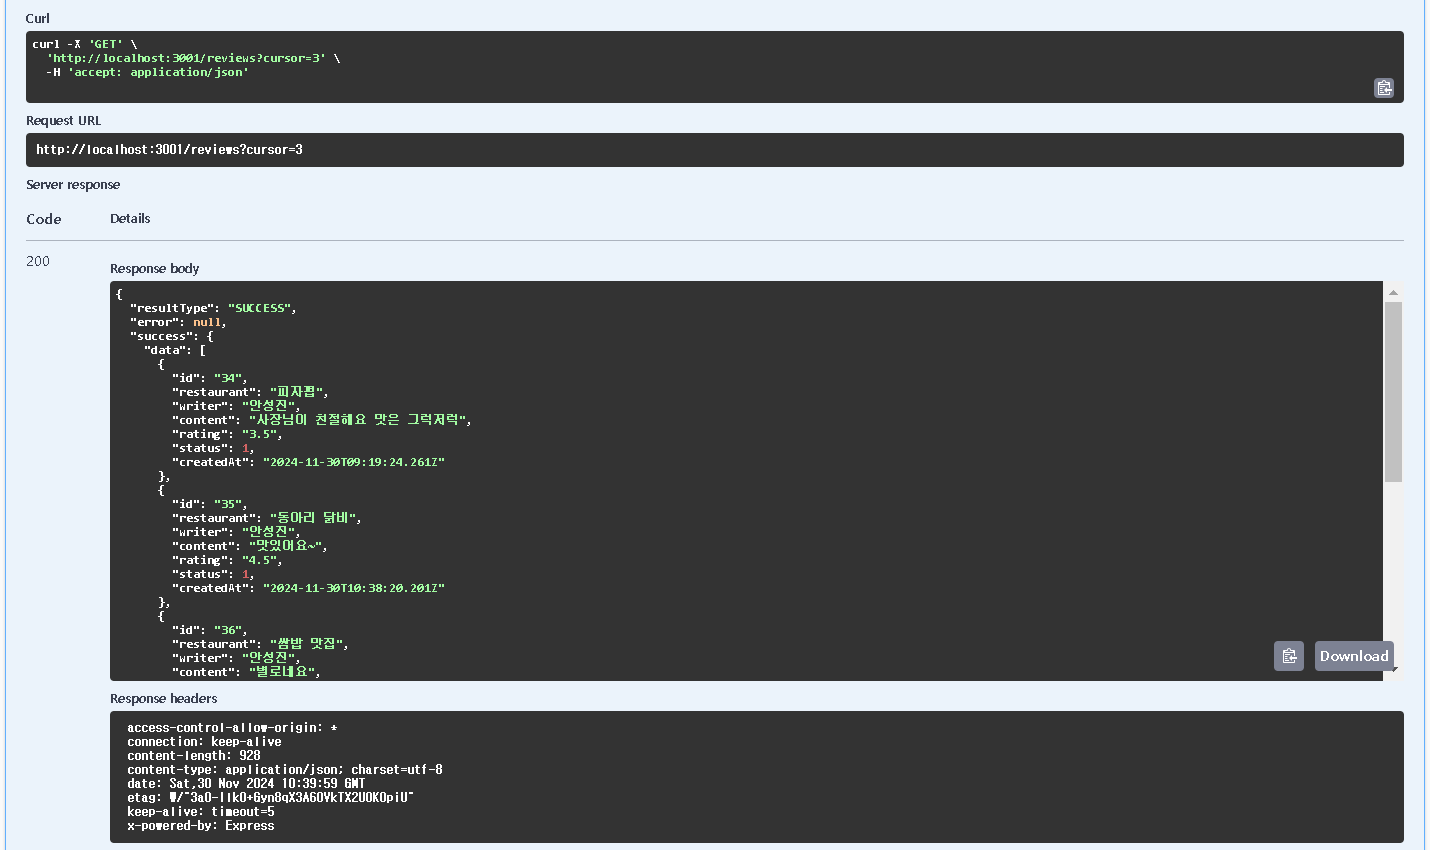 Curl
curl -X 'GET' \
'http://localhost:3001/reviews?cursor=3' \
-H 'accept: application/json'
Request URL
http://localhost:3001/reviews?cursor=3
Server response
Code Details
200
Response body
{
"resultType": "SUCCESS",
"error": null,
"success": {
"data": [
{
"id": "34",
"restaurant": "피자쨉",
"writer": "안성진",
"content": "사장님이 친절해요 맛은 그럭저럭",
"rating": "3.5",
"status": 1,
"createdAt": "2024-11-30T09:19:24.261Z"
},
{
"id": "35",
"restaurant": "동아리 닭비",
"writer": "안성진",
"content": "맛있어요~",
"rating": "4.5",
"status": 1,
"createdAt": "2024-11-30T10:38:20.201Z"
},
{
"id": "36",
"restaurant": "쌈밥 맛집",
"writer": "안성진",
"content": "별로네요",
Download
Response headers
access-control-allow-origin: *
connection: keep-alive
content-length: 928
content-type: application/json; charset=utf-8
date: Sat,30 Nov 2024 10:39:59 GMT
etag:
keep-alive: timeout=5
x-powered-by: Express